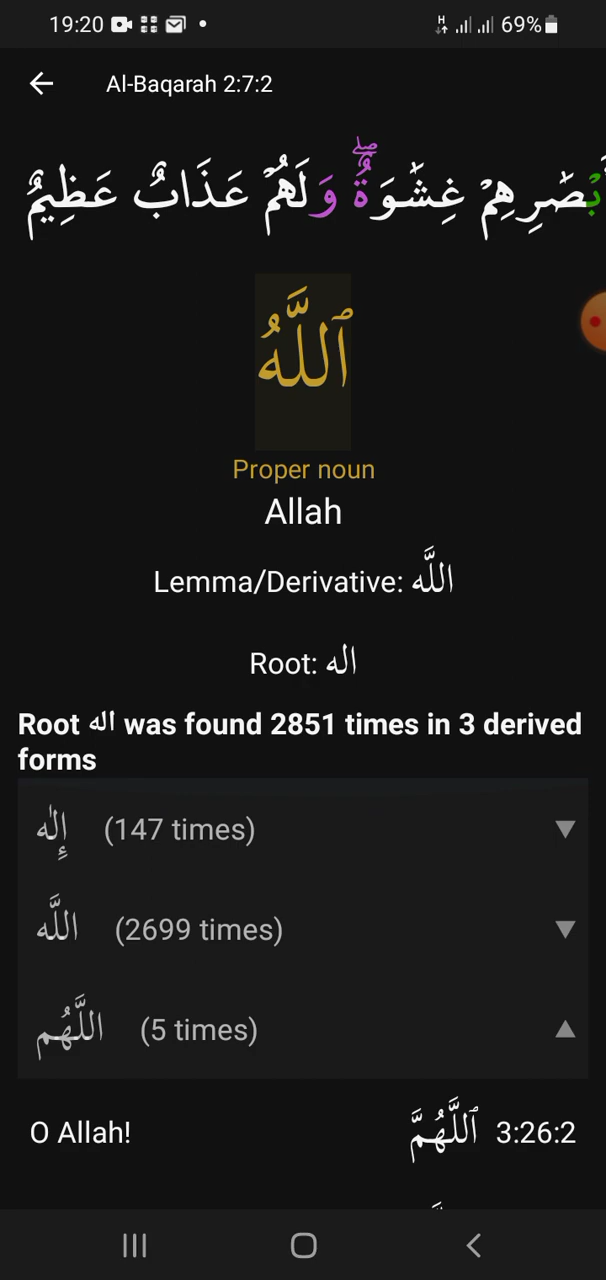 19:20 69%
Al-Baqarah 2:7:2
بْصَٰرِهِمْ غِشَٰوَةٌ ۖ وَلَهُمْ عَذَابٌ عَظِيمٌ
ٱللَّهُ
Proper noun
Allah
Lemma/Derivative: اللَّه
Root: اله
Root اله was found 2851 times in 3 derived
forms
إِلَٰه (147 times)
اللَّه (2699 times)
اللَّهُم (5 times)
O Allah! ٱللَّهُمَّ 3:26:2